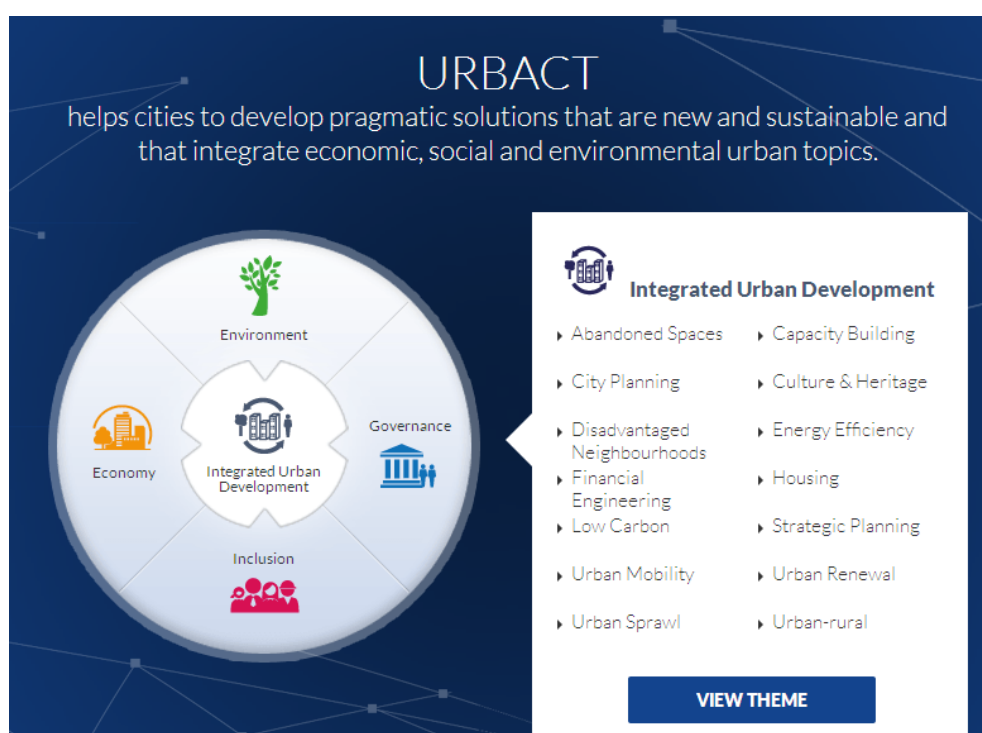 URBACT
helps cities to develop pragmatic solutions that are new and sustainable and
that integrate economic, social and environmental urban topics.
Environment
Economy
Integrated Urban
Development
Governance
Inclusion
Integrated Urban Development
Abandoned Spaces
Capacity Building
City Planning
Culture & Heritage
Disadvantaged
Neighbourhoods
Energy Efficiency
Financial
Engineering
Housing
Low Carbon
Strategic Planning
Urban Mobility
Urban Renewal
Urban Sprawl
Urban-rural
VIEW THEME